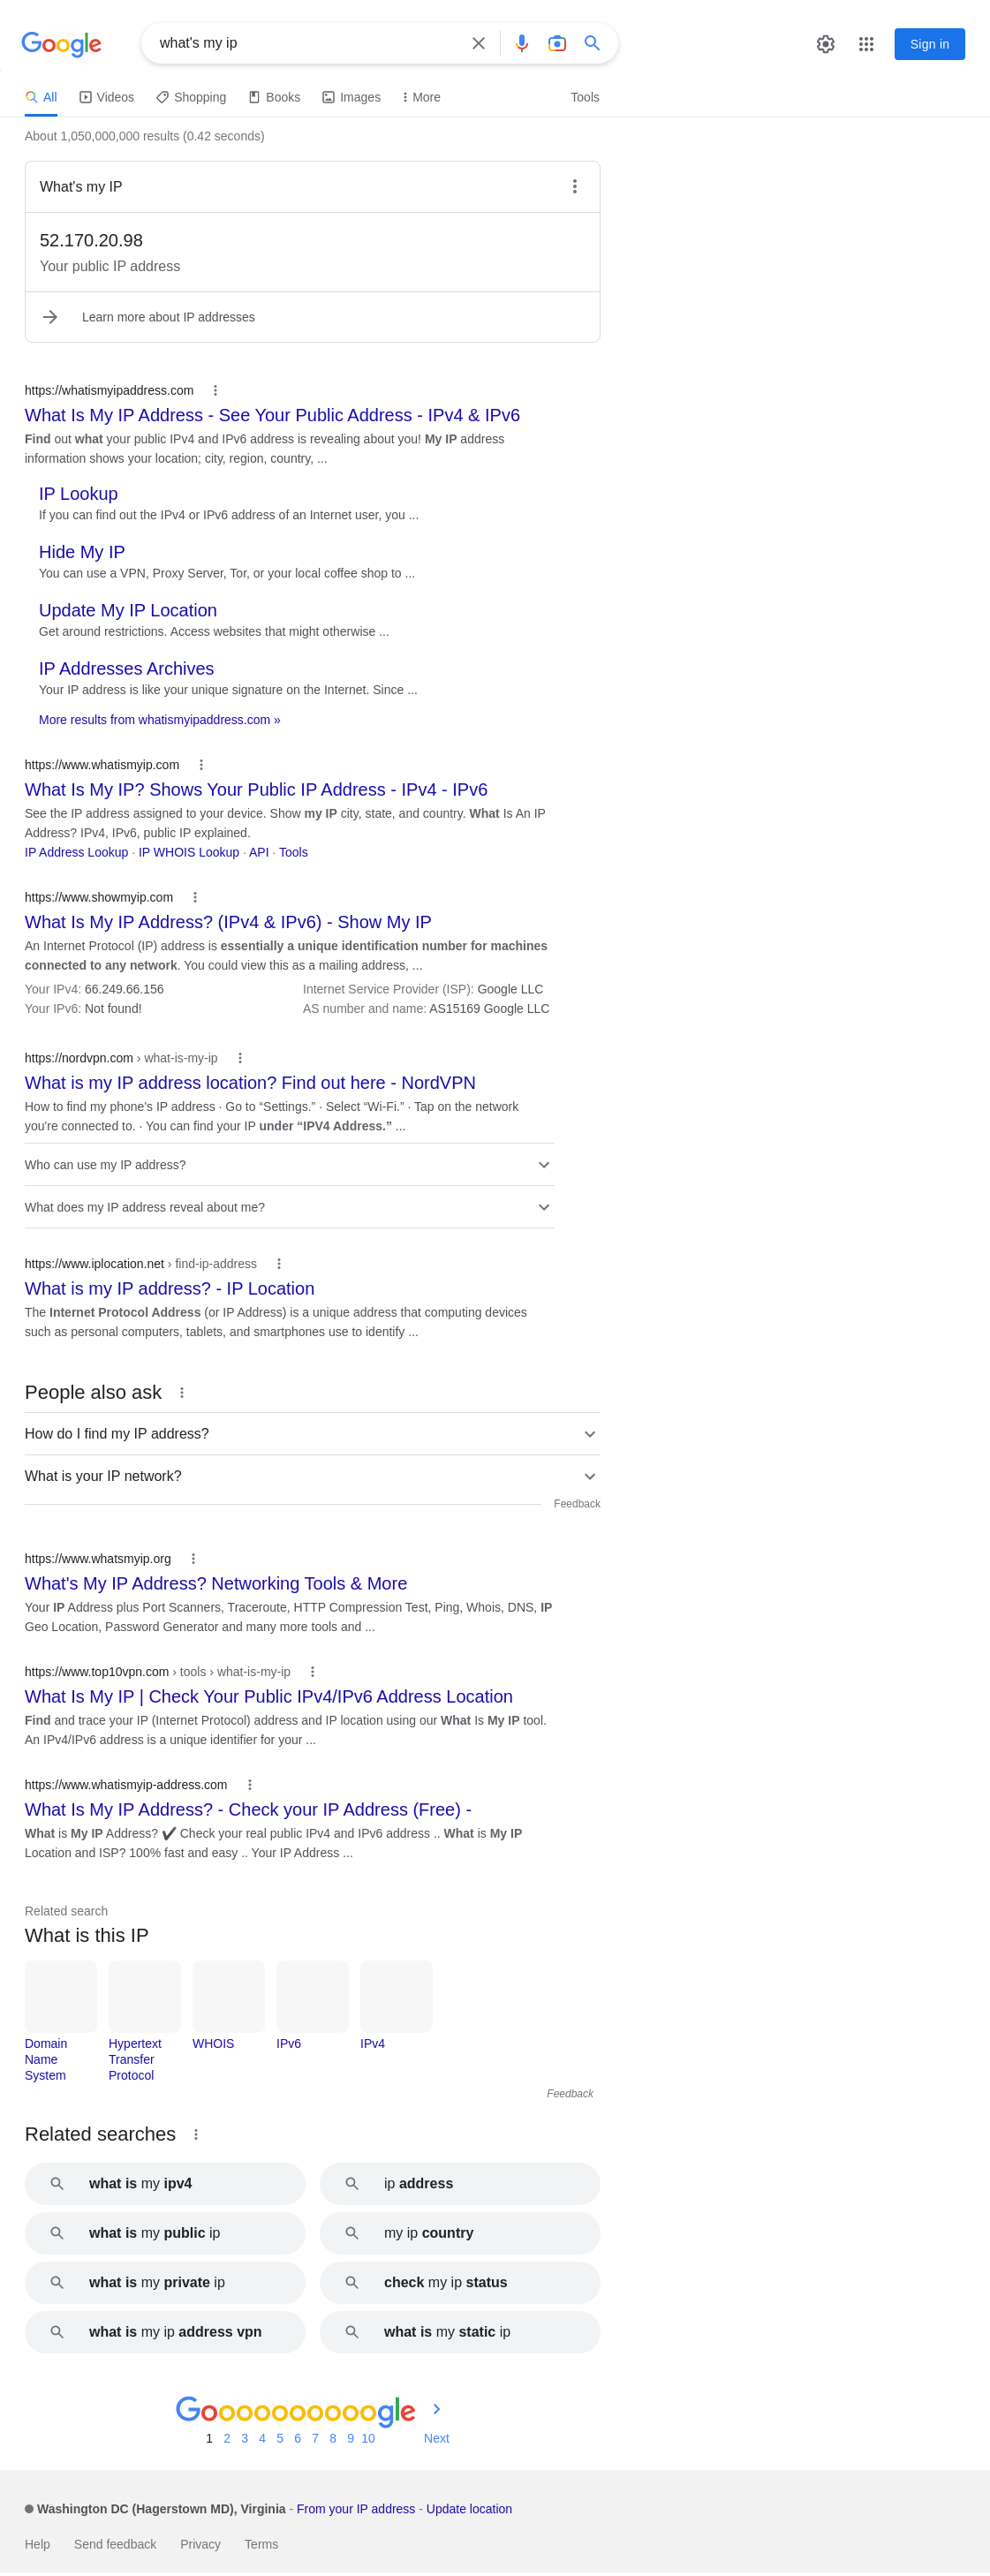 Google
what's my ip
Sign in
All
Videos
Shopping
Books
Images
More
Tools
About 1,050,000,000 results (0.42 seconds)
What's my IP
52.170.20.98
Your public IP address
Learn more about IP addresses
https://whatismyipaddress.com
What Is My IP Address - See Your Public Address - IPv4 & IPv6
Find out what your public IPv4 and IPv6 address is revealing about you! My IP address
information shows your location; city, region, country, ...
IP Lookup
If you can find out the IPv4 or IPv6 address of an Internet user, you ...
Hide My IP
You can use a VPN, Proxy Server, Tor, or your local coffee shop to ...
Update My IP Location
Get around restrictions. Access websites that might otherwise ...
IP Addresses Archives
Your IP address is like your unique signature on the Internet. Since ...
More results from whatismyipaddress.com »
https://www.whatismyip.com
What Is My IP? Shows Your Public IP Address - IPv4 - IPv6
See the IP address assigned to your device. Show my IP city, state, and country. What Is An IP
Address? IPv4, IPv6, public IP explained.
IP Address Lookup · IP WHOIS Lookup · API · Tools
https://www.showmyip.com
What Is My IP Address? (IPv4 & IPv6) - Show My IP
An Internet Protocol (IP) address is essentially a unique identification number for machines
connected to any network. You could view this as a mailing address, ...
Your IPv4: 66.249.66.156
Internet Service Provider (ISP): Google LLC
Your IPv6: Not found!
AS number and name: AS15169 Google LLC
https://nordvpn.com › what-is-my-ip
What is my IP address location? Find out here - NordVPN
How to find my phone's IP address · Go to “Settings.” · Select “Wi-Fi.” · Tap on the network
you're connected to. · You can find your IP under “IPV4 Address.” ...
Who can use my IP address?
What does my IP address reveal about me?
https://www.iplocation.net › find-ip-address
What is my IP address? - IP Location
The Internet Protocol Address (or IP Address) is a unique address that computing devices
such as personal computers, tablets, and smartphones use to identify ...
People also ask
How do I find my IP address?
What is your IP network?
Feedback
https://www.whatsmyip.org
What's My IP Address? Networking Tools & More
Your IP Address plus Port Scanners, Traceroute, HTTP Compression Test, Ping, Whois, DNS, IP
Geo Location, Password Generator and many more tools and ...
https://www.top10vpn.com › tools › what-is-my-ip
What Is My IP | Check Your Public IPv4/IPv6 Address Location
Find and trace your IP (Internet Protocol) address and IP location using our What Is My IP tool.
An IPv4/IPv6 address is a unique identifier for your ...
https://www.whatismyip-address.com
What Is My IP Address? - Check your IP Address (Free) -
What is My IP Address? ✔️ Check your real public IPv4 and IPv6 address .. What is My IP
Location and ISP? 100% fast and easy .. Your IP Address ...
Related search
What is this IP
Domain
Name
System
Hypertext
Transfer
Protocol
WHOIS
IPv6
IPv4
Feedback
Related searches
what is my ipv4
ip address
what is my public ip
my ip country
what is my private ip
check my ip status
what is my ip address vpn
what is my static ip
Goooooooooogle
1 2 3 4 5 6 7 8 9 10 Next
Washington DC (Hagerstown MD), Virginia - From your IP address - Update location
Help Send feedback Privacy Terms